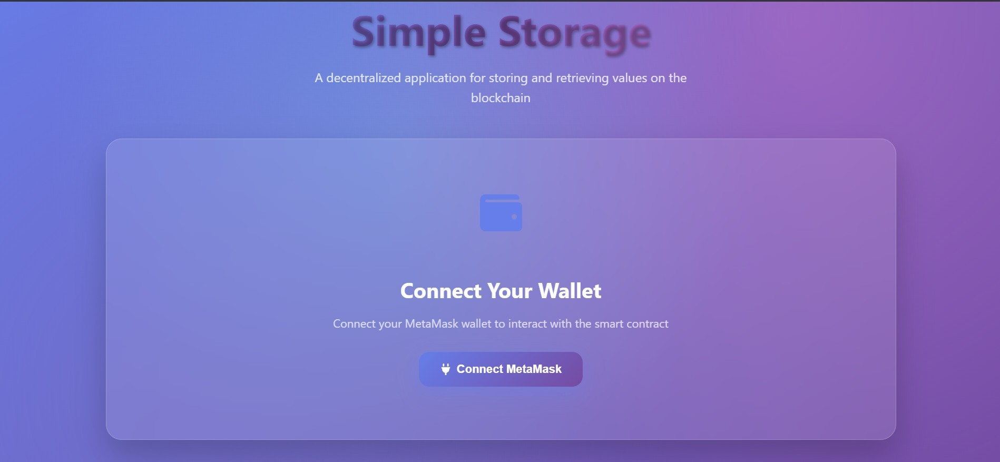 Simple Storage
A decentralized application for storing and retrieving values on the
blockchain
Connect Your Wallet
Connect your MetaMask wallet to interact with the smart contract
Connect MetaMask